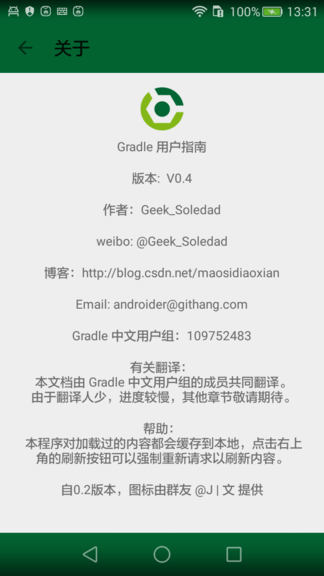 100% 13:31
关于
Gradle 用户指南
版本: V0.4
作者：Geek_Soledad
weibo: @Geek_Soledad
博客：http://blog.csdn.net/maosidiaoxian
Email: androider@githang.com
Gradle 中文用户组：109752483
有关翻译：
本文档由 Gradle 中文用户组的成员共同翻译。
由于翻译人少，进度较慢，其他章节敬请期待。
帮助：
本程序对加载过的内容都会缓存到本地，点击右上
角的刷新按钮可以强制重新请求以刷新内容。
自0.2版本，图标由群友 @J | 文 提供